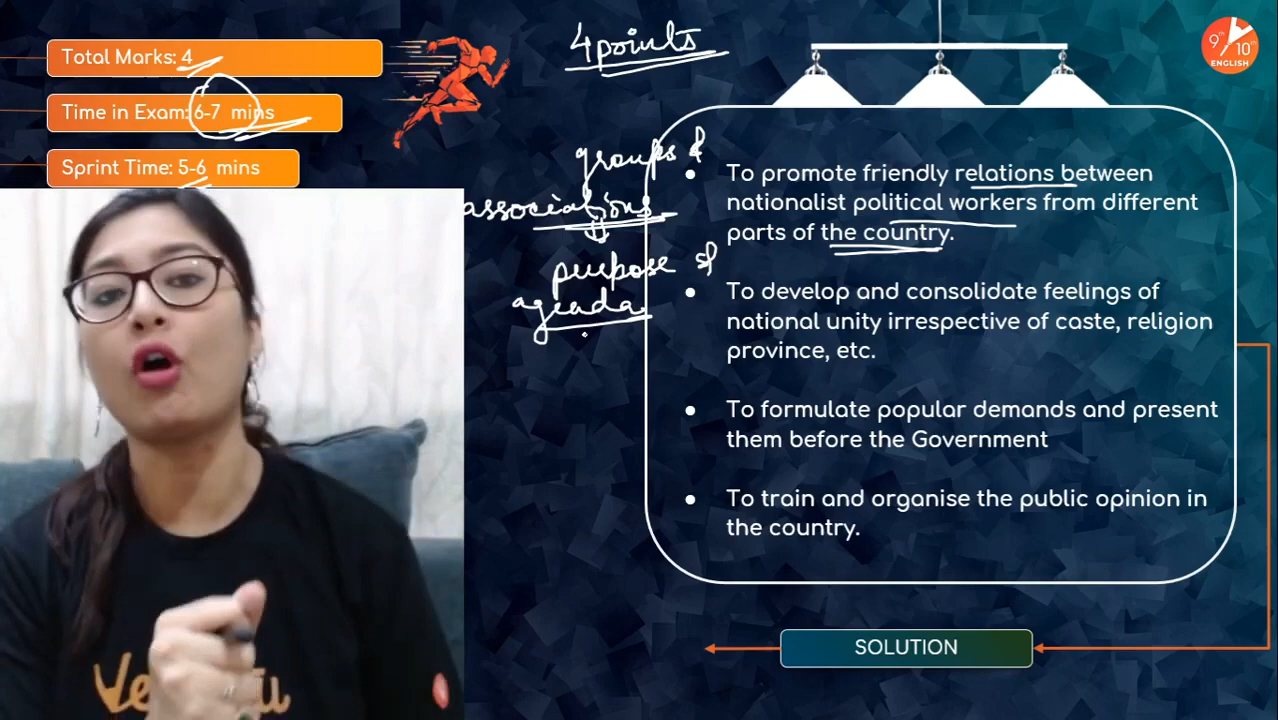 Total Marks: 4
Time in Exam: 6-7 mins
Sprint Time: 5-6 mins
4 points
9th 10th
ENGLISH
groups &
associations
purpose &
ageada
• To promote friendly relations between
nationalist political workers from different
parts of the country.
• To develop and consolidate feelings of
national unity irrespective of caste, religion
province, etc.
• To formulate popular demands and present
them before the Government
• To train and organise the public opinion in
the country.
SOLUTION